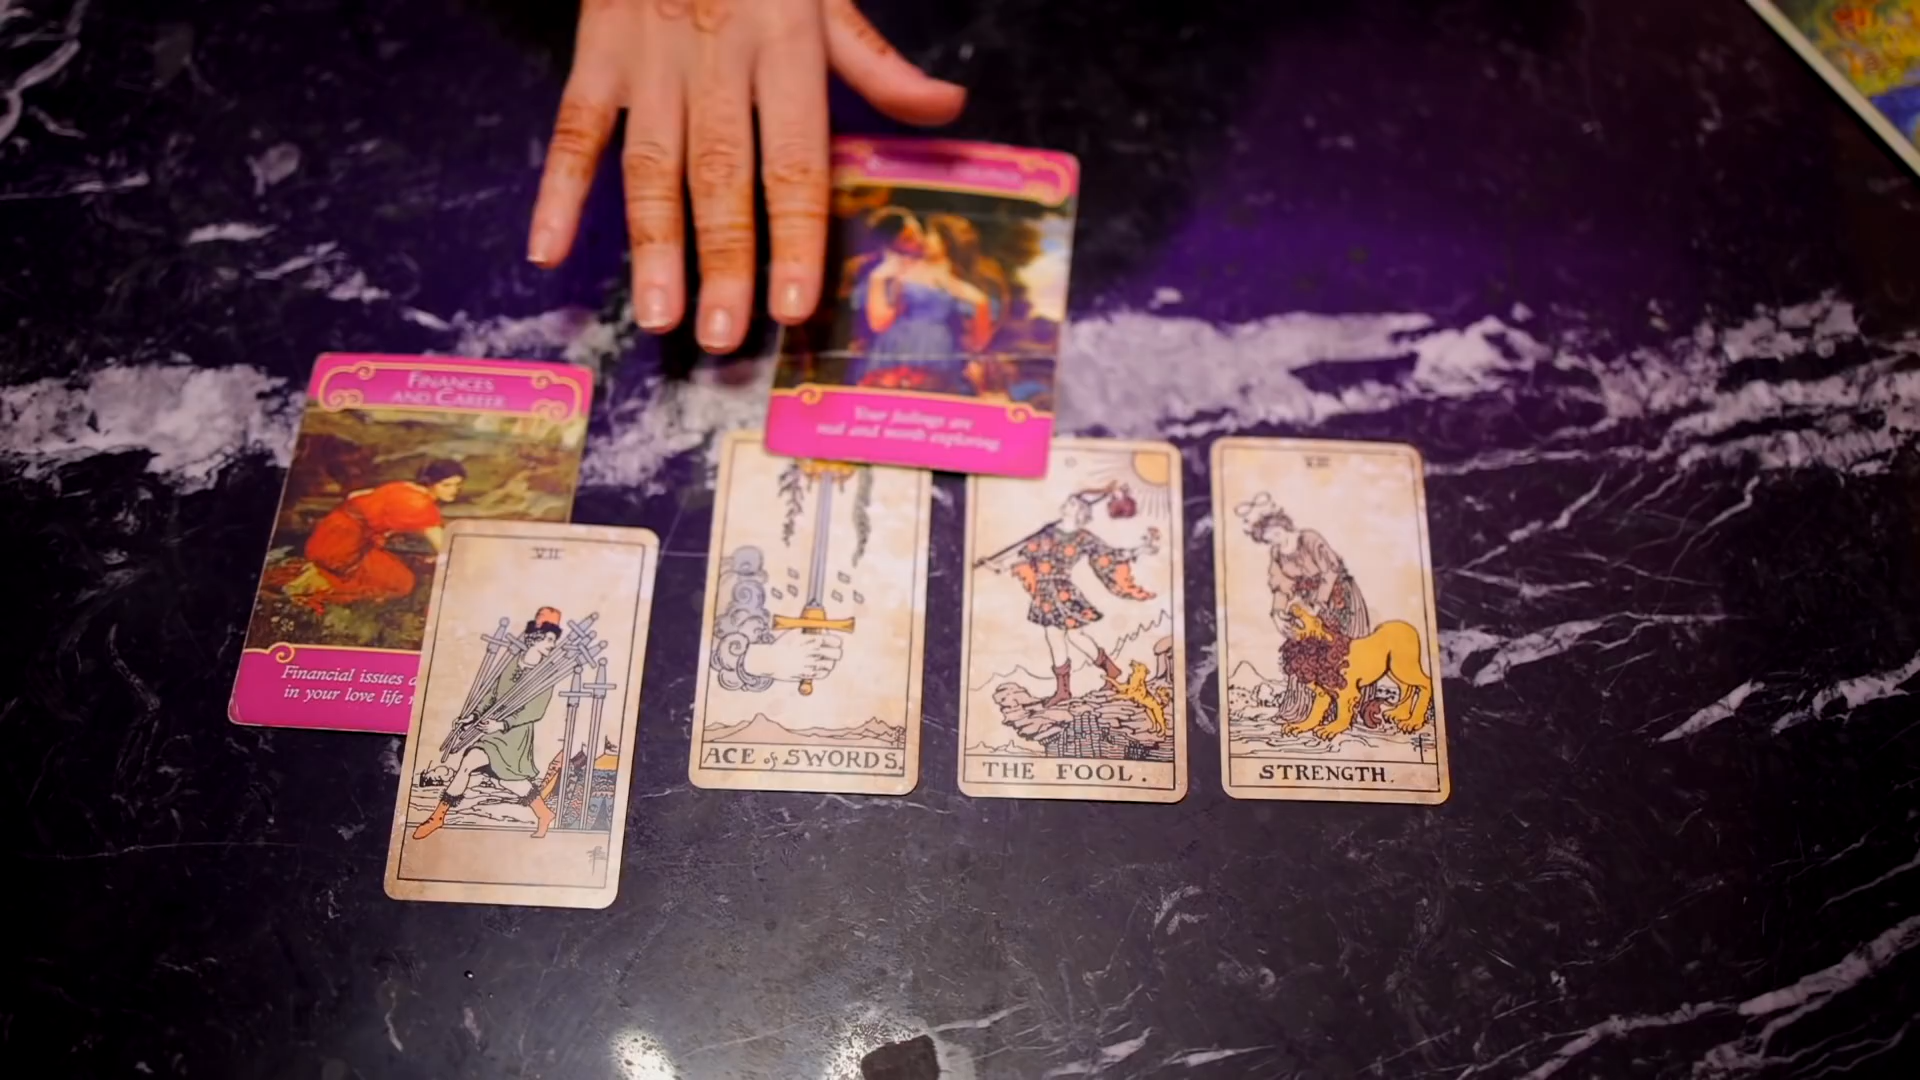 FINANCES
AND CAREER
Financial issues
in your love life
Your feelings are
real and worth exploring
VII
ACE of SWORDS.
THE FOOL.
VIII
STRENGTH.